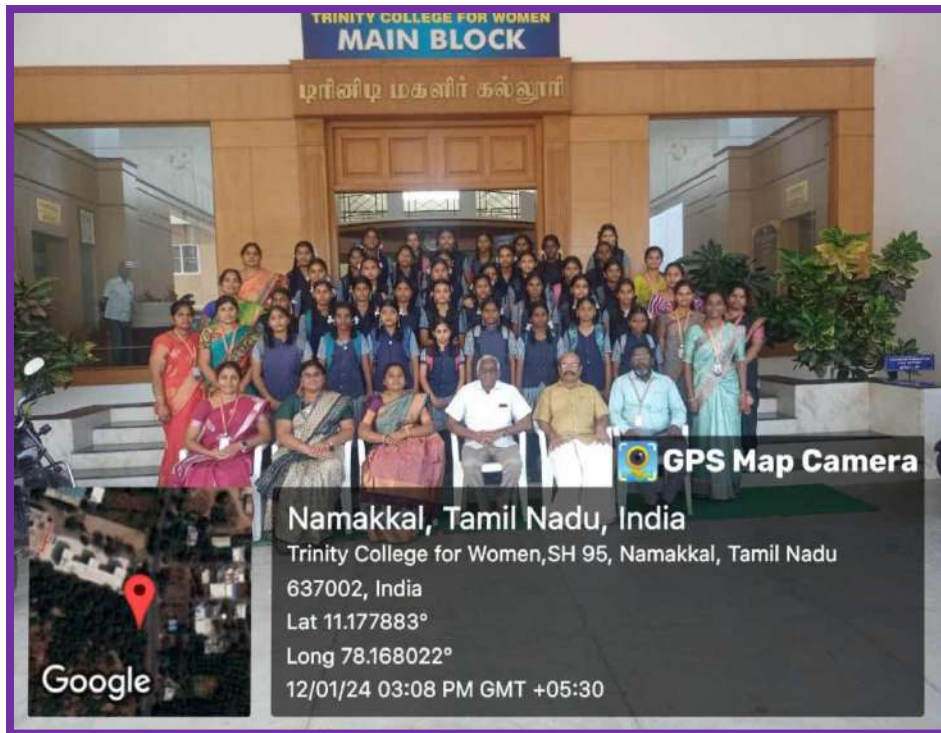 TRINITY COLLEGE FOR WOMEN
MAIN BLOCK
டிரினிடி மகளிர் கல்லூரி
GPS Map Camera
Namakkal, Tamil Nadu, India
Trinity College for Women,SH 95, Namakkal, Tamil Nadu
637002, India
Lat 11.177883°
Long 78.168022°
12/01/24 03:08 PM GMT +05:30
Google